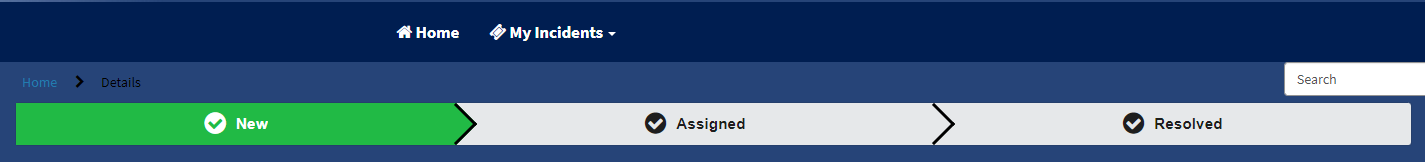 Home My Incidents
Home Details Search
New Assigned Resolved